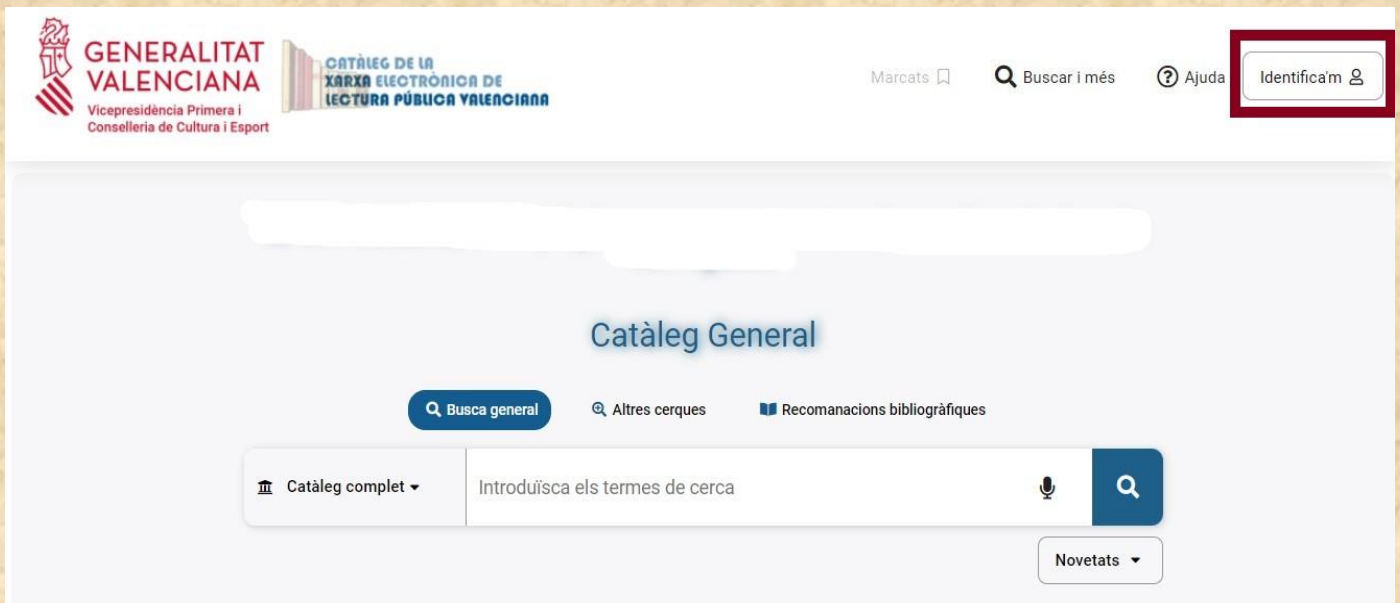 GENERALITAT
VALENCIANA
Vicepresidència Primera i
Conselleria de Cultura i Esport
CATÀLEG DE LA
XARXA ELECTRÒNICA DE
LECTURA PÚBLICA VALENCIANA
Marcats Buscar i més Ajuda Identifica'm
Catàleg General
Busca general Altres cerques Recomanacions bibliogràfiques
Catàleg complet Introduïsca els termes de cerca
Novetats